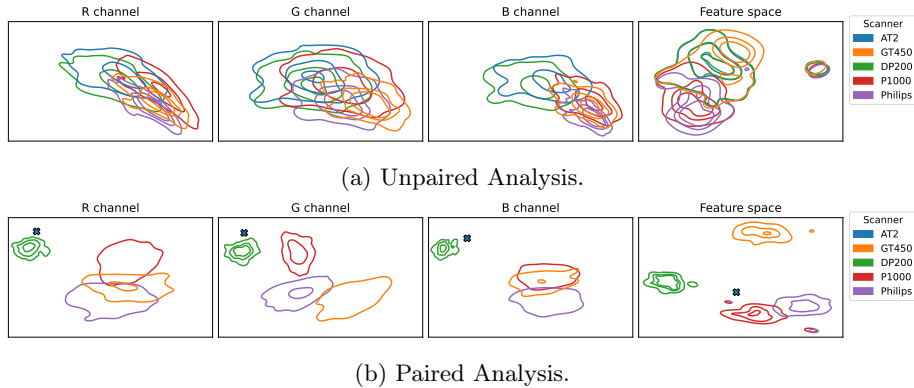 R channel
G channel
B channel
Feature space
Scanner
AT2
GT450
DP200
P1000
Philips
(a) Unpaired Analysis.
R channel
G channel
B channel
Feature space
Scanner
AT2
GT450
DP200
P1000
Philips
(b) Paired Analysis.